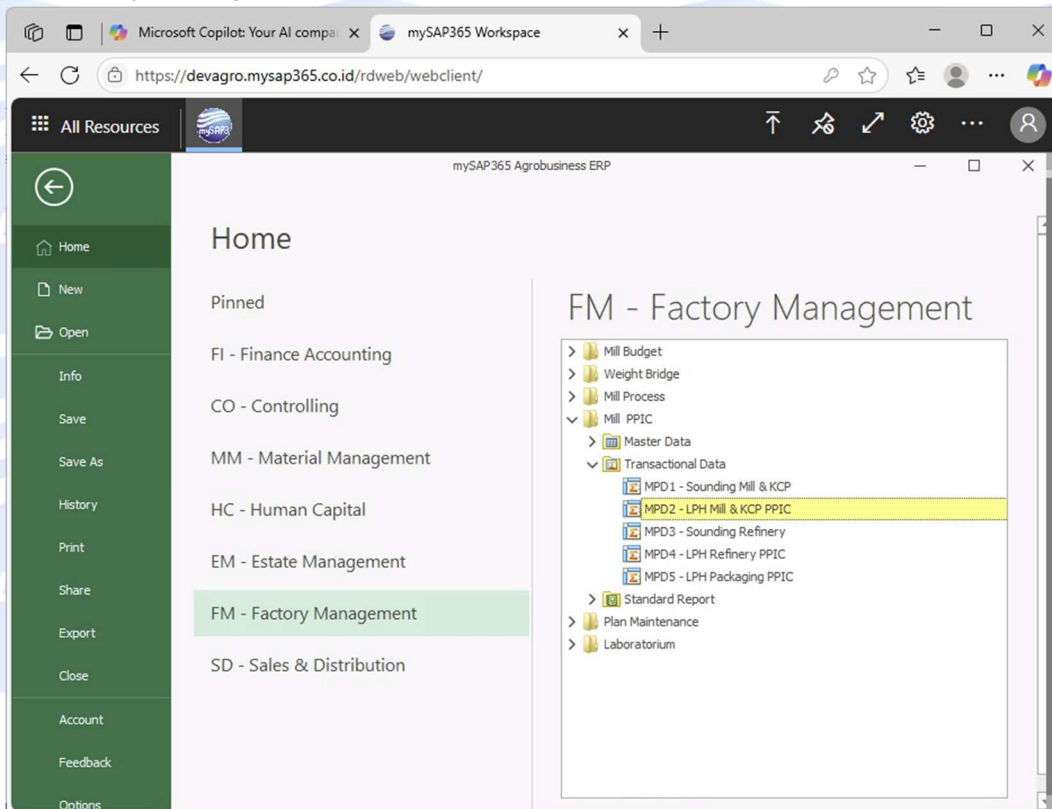 Microsoft Copilot: Your AI compa
mySAP365 Workspace
https://devagro.mysap365.co.id/rdweb/webclient/
All Resources
mySAP3
mySAP365 Agrobusiness ERP
Home
New
Open
Info
Save
Save As
History
Print
Share
Export
Close
Account
Feedback
Options
Home
Pinned
FI - Finance Accounting
CO - Controlling
MM - Material Management
HC - Human Capital
EM - Estate Management
FM - Factory Management
SD - Sales & Distribution
FM - Factory Management
Mill Budget
Weight Bridge
Mill Process
Mill PPIC
Master Data
Transactional Data
MPD1 - Sounding Mill & KCP
MPD2 - LPH Mill & KCP PPIC
MPD3 - Sounding Refinery
MPD4 - LPH Refinery PPIC
MPD5 - LPH Packaging PPIC
Standard Report
Plan Maintenance
Laboratorium